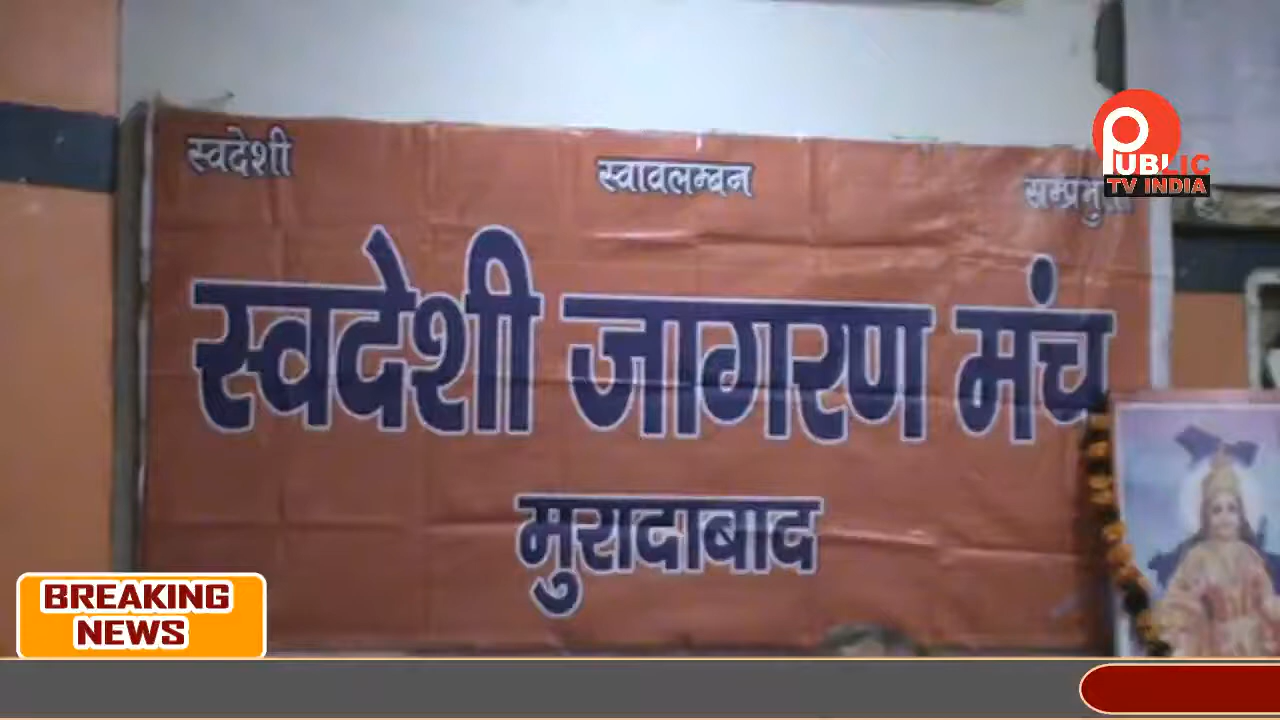 स्वदेशी स्वावलम्बन
PUBLIC
TV INDIA
स्वदेशी जागरण मंच
मुरादाबाद
BREAKING
NEWS